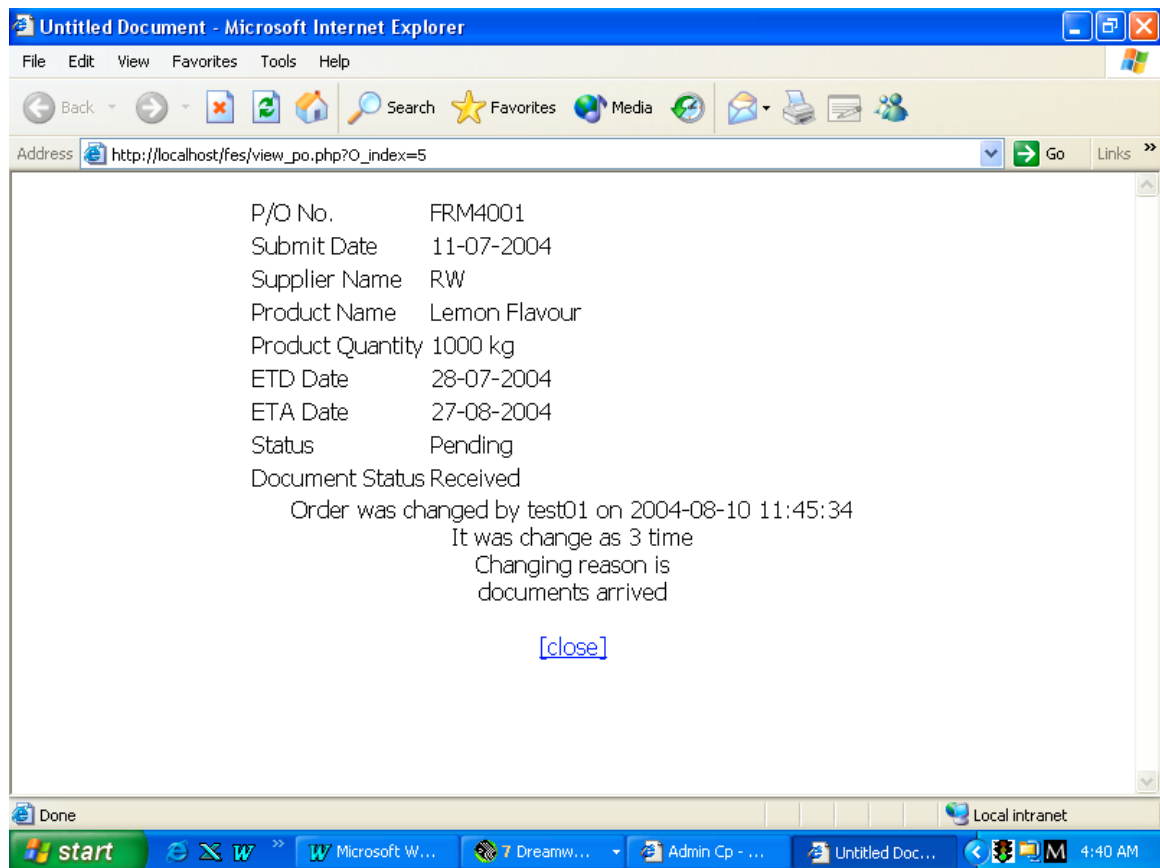 Untitled Document - Microsoft Internet Explorer
File Edit View Favorites Tools Help
Back Search Favorites Media
Address http://localhost/fes/view_po.php?O_index=5 Go Links »
P/O No. FRM4001
Submit Date 11-07-2004
Supplier Name RW
Product Name Lemon Flavour
Product Quantity 1000 kg
ETD Date 28-07-2004
ETA Date 27-08-2004
Status Pending
Document Status Received
Order was changed by test01 on 2004-08-10 11:45:34
It was change as 3 time
Changing reason is
documents arrived
[close]
Done Local intranet
start » Microsoft W... 7 Dreamw... Admin Cp - ... Untitled Doc... M 4:40 AM